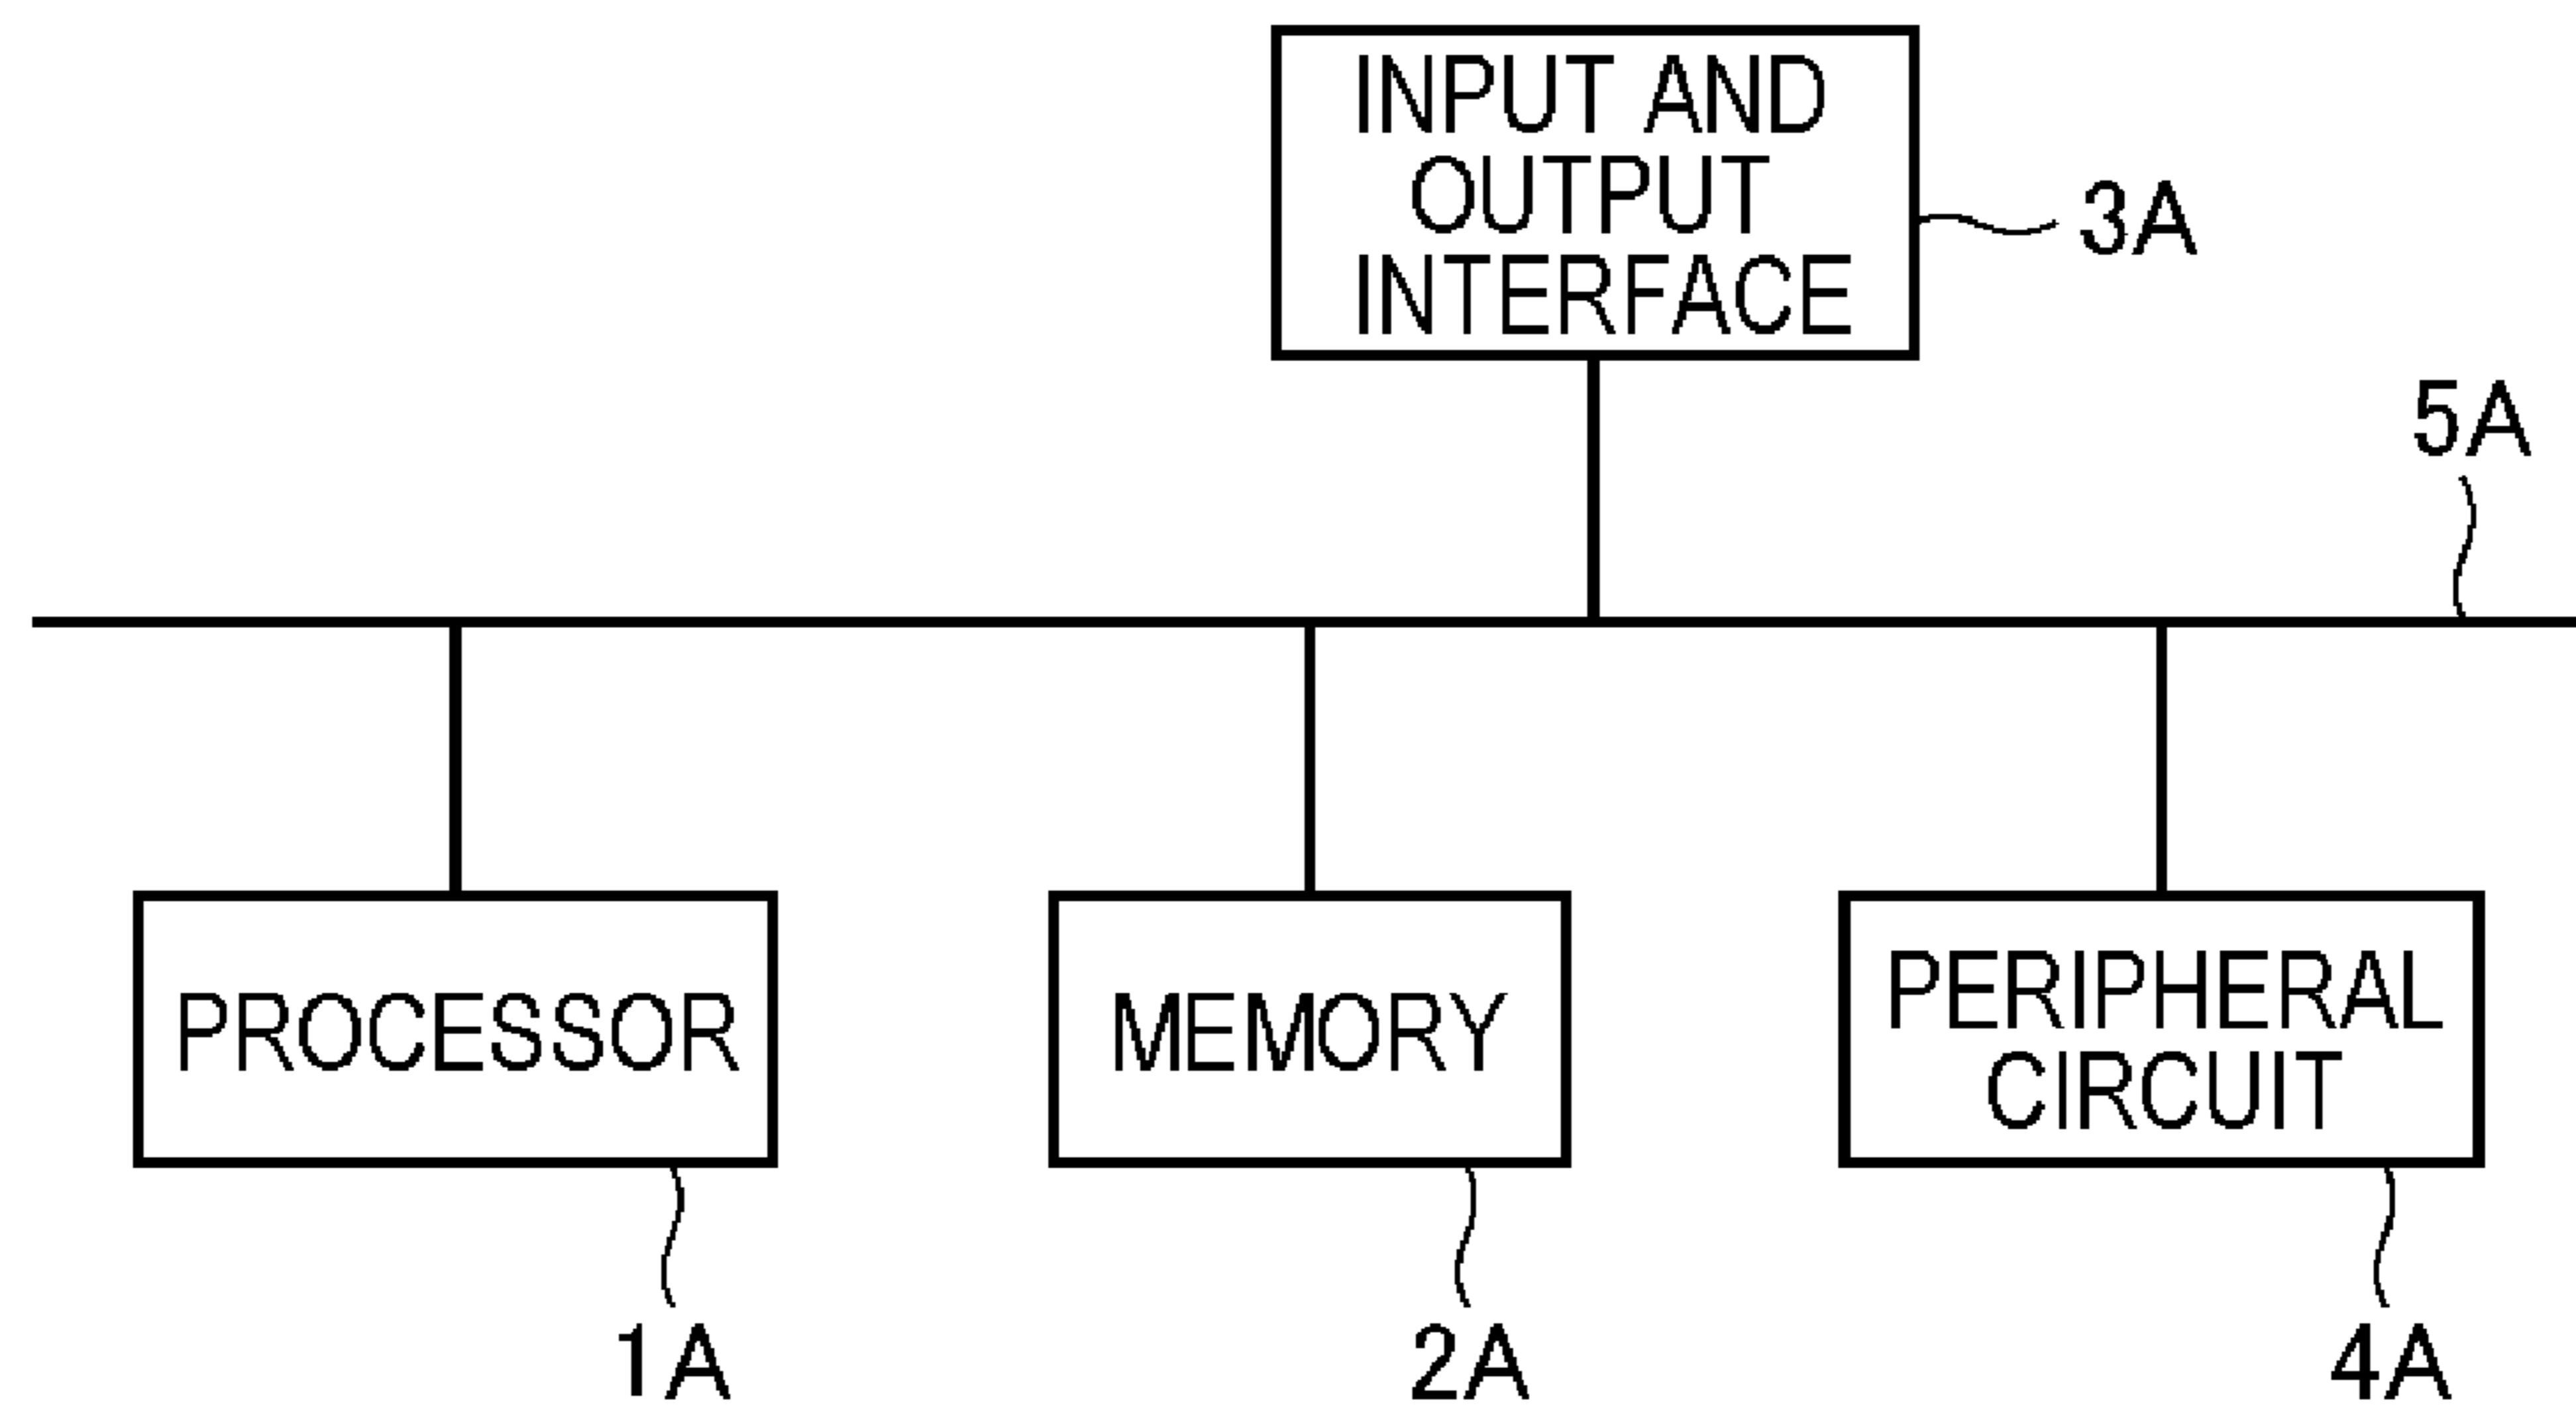 INPUT AND
OUTPUT
INTERFACE
3A
5A
PROCESSOR
MEMORY
PERIPHERAL
CIRCUIT
1A
2A
4A